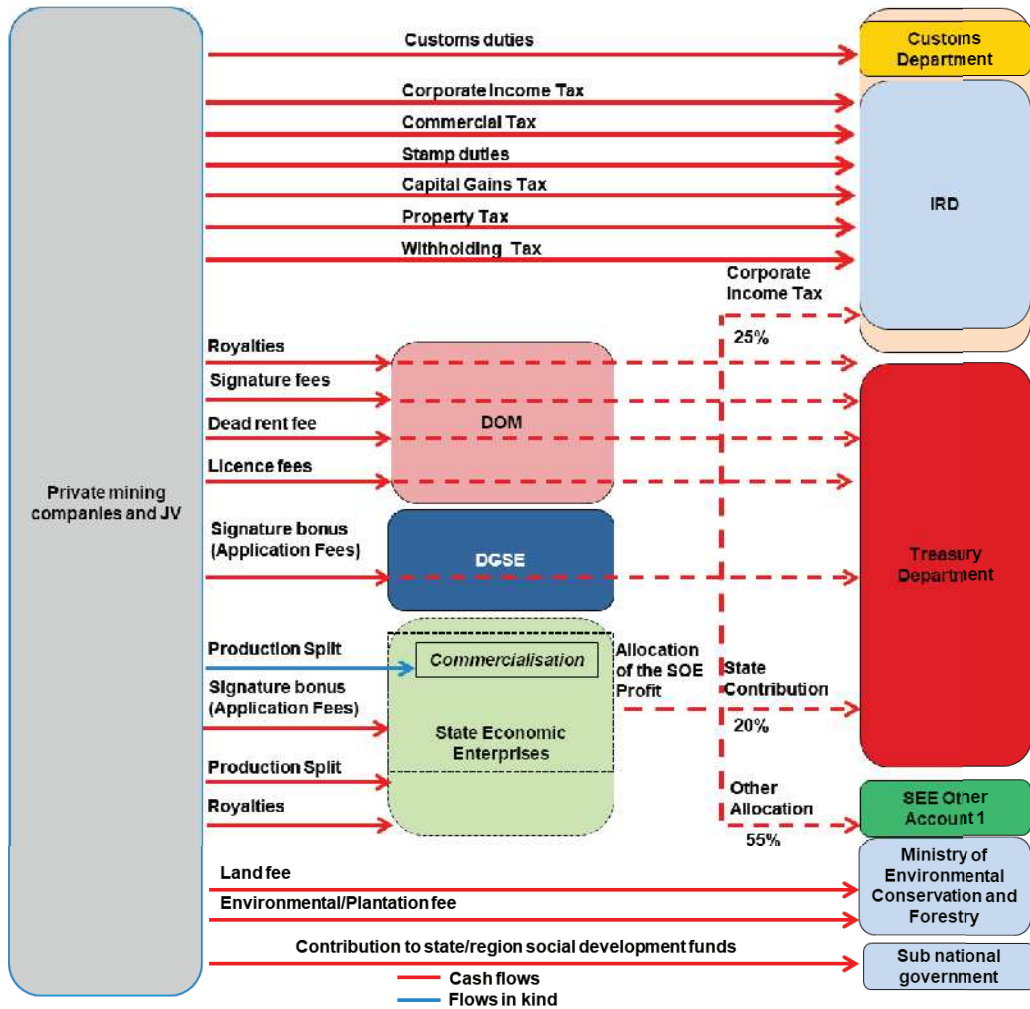 Customs duties
Customs
Department
Corporate Income Tax
Commercial Tax
Stamp duties
Capital Gains Tax
Property Tax
Withholding Tax
IRD
Corporate
Income Tax
25%
Royalties
Signature fees
Dead rent fee
Licence fees
DOM
Private mining
companies and JV
Signature bonus
(Application Fees)
DGSE
Treasury
Department
Production Split
Commercialisation
Allocation
of the SOE
Profit
State
Contribution
20%
Signature bonus
(Application Fees)
State Economic
Enterprises
Production Split
Royalties
Other
Allocation
55%
SEE Other
Account 1
Land fee
Environmental/Plantation fee
Ministry of
Environmental
Conservation and
Forestry
Contribution to state/region social development funds
Sub national
government
Cash flows
Flows in kind